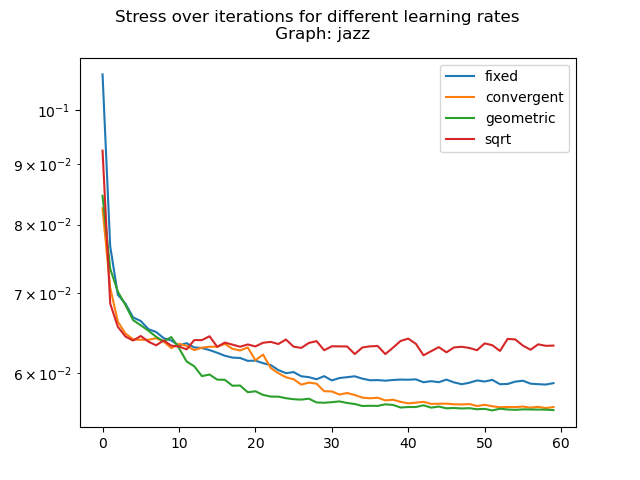 Stress over iterations for different learning rates
Graph: jazz
fixed
convergent
geometric
sqrt
10⁻¹
9 × 10⁻²
8 × 10⁻²
7 × 10⁻²
6 × 10⁻²
0 10 20 30 40 50 60